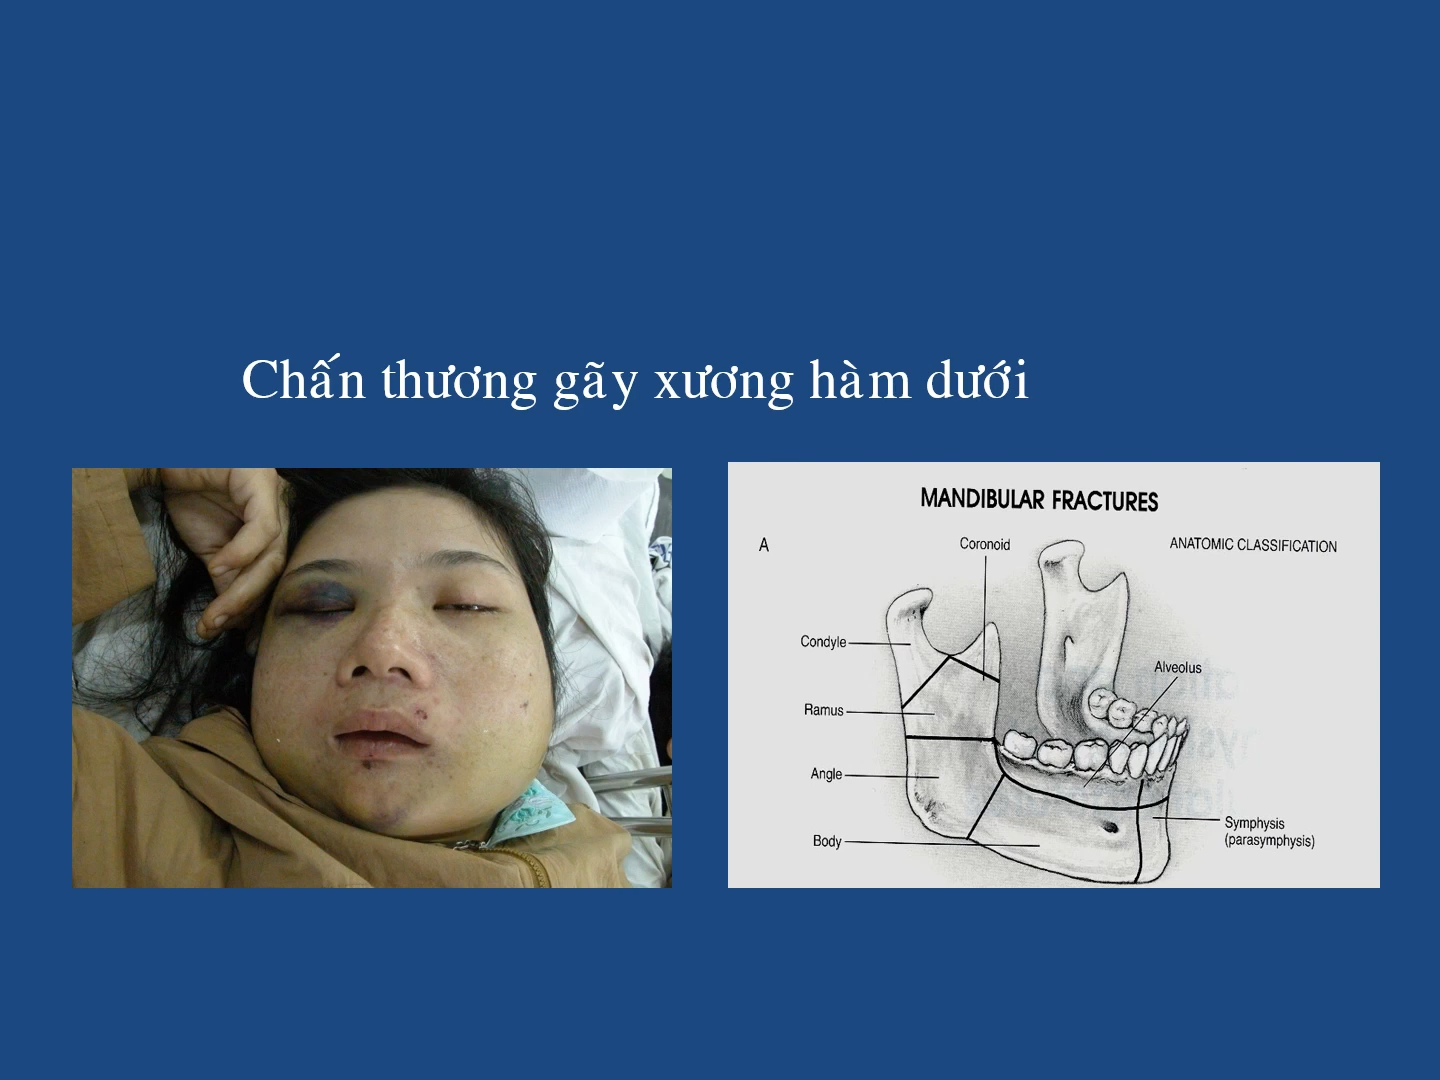 Chấn thương gãy xương hàm dưới
MANDIBULAR FRACTURES
A
Coronoid
ANATOMIC CLASSIFICATION
Condyle
Alveolus
Ramus
Angle
Symphysis
(parasymphysis)
Body